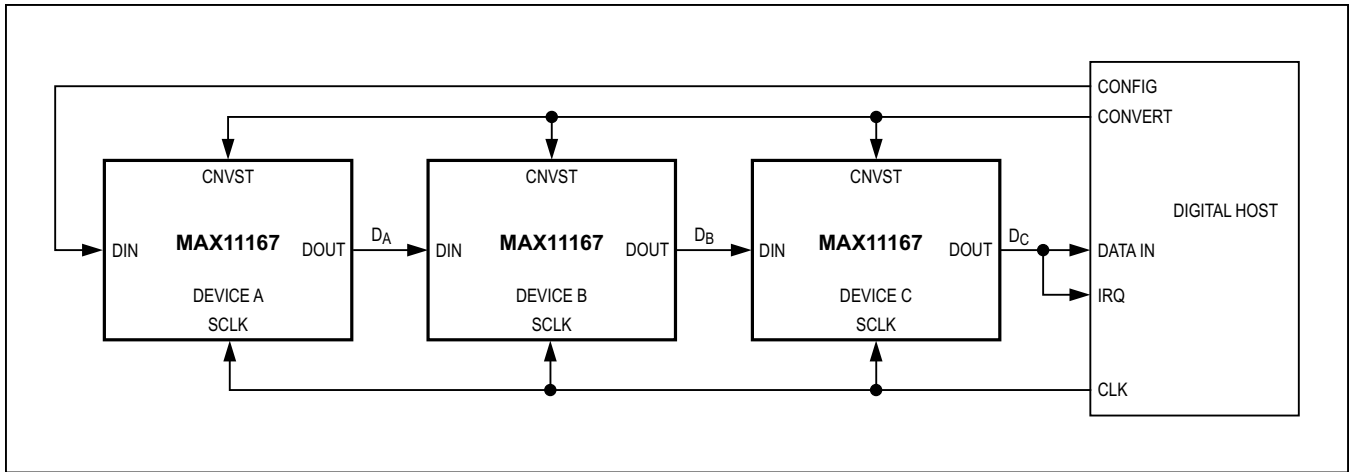 CONFIG
CONVERT
CNVST
CNVST
CNVST
MAX11167
MAX11167
MAX11167
DIGITAL HOST
DIN
DOUT
DA
DIN
DOUT
DB
DIN
DOUT
DC
DATA IN
DEVICE A
DEVICE B
DEVICE C
IRQ
SCLK
SCLK
SCLK
CLK